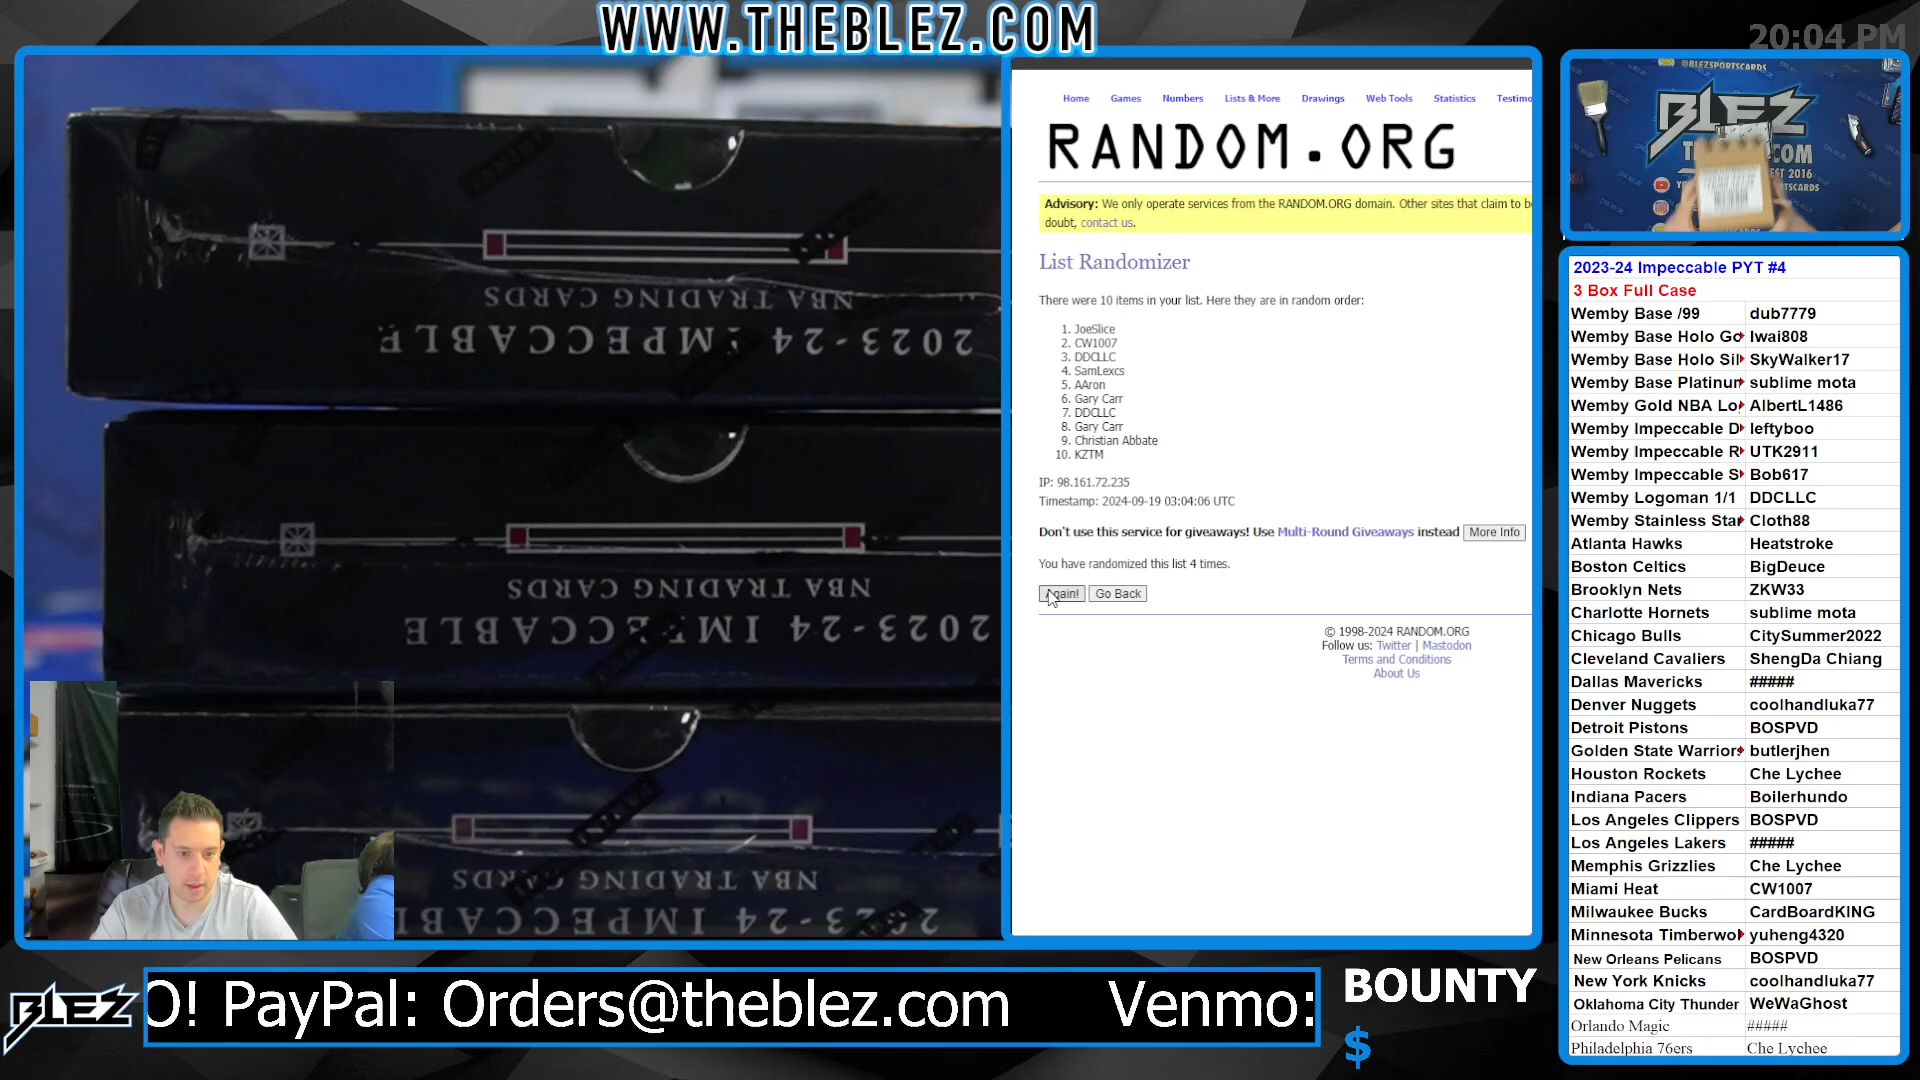 WWW.THEBLEZ.COM
20:04 PM
Home Games Numbers Lists & More Drawings Web Tools Statistics Testimo
RANDOM.ORG
Advisory: We only operate services from the RANDOM.ORG domain. Other sites that claim to b
doubt, contact us.
List Randomizer
There were 10 items in your list. Here they are in random order:
1. JoeSlice
2. CW1007
3. DDCLLC
4. SamLexcs
5. AAron
6. Gary Carr
7. DDCLLC
8. Gary Carr
9. Christian Abbate
10. KZTM
IP: 98.161.72.235
Timestamp: 2024-09-19 03:04:06 UTC
Don't use this service for giveaways! Use Multi-Round Giveaways instead More Info
You have randomized this list 4 times.
Again! Go Back
© 1998-2024 RANDOM.ORG
Follow us: Twitter | Mastodon
Terms and Conditions
About Us
NBA TRADING CARDS
2023-24 IMPECCABLE
NBA TRADING CARDS
2023-24 IMPECCABLE
NBA TRADING CARDS
2023-24 IMPECCABL
@BLEZSPORTSCARDS
BLEZ
.COM
EST 2016
2023-24 Impeccable PYT #4
3 Box Full Case
Wemby Base /99 dub7779
Wemby Base Holo Go Iwai808
Wemby Base Holo Sil SkyWalker17
Wemby Base Platinum sublime mota
Wemby Gold NBA Lo AlbertL1486
Wemby Impeccable D leftyboo
Wemby Impeccable R UTK2911
Wemby Impeccable S Bob617
Wemby Logoman 1/1 DDCLLC
Wemby Stainless Star Cloth88
Atlanta Hawks Heatstroke
Boston Celtics BigDeuce
Brooklyn Nets ZKW33
Charlotte Hornets sublime mota
Chicago Bulls CitySummer2022
Cleveland Cavaliers ShengDa Chiang
Dallas Mavericks #####
Denver Nuggets coolhandluka77
Detroit Pistons BOSPVD
Golden State Warriors butlerjhen
Houston Rockets Che Lychee
Indiana Pacers Boilerhundo
Los Angeles Clippers BOSPVD
Los Angeles Lakers #####
Memphis Grizzlies Che Lychee
Miami Heat CW1007
Milwaukee Bucks CardBoardKING
Minnesota Timberwol yuheng4320
New Orleans Pelicans BOSPVD
New York Knicks coolhandluka77
Oklahoma City Thunder WeWaGhost
Orlando Magic #####
Philadelphia 76ers Che Lychee
BLEZ
O! PayPal: Orders@theblez.com Venmo:
BOUNTY
$